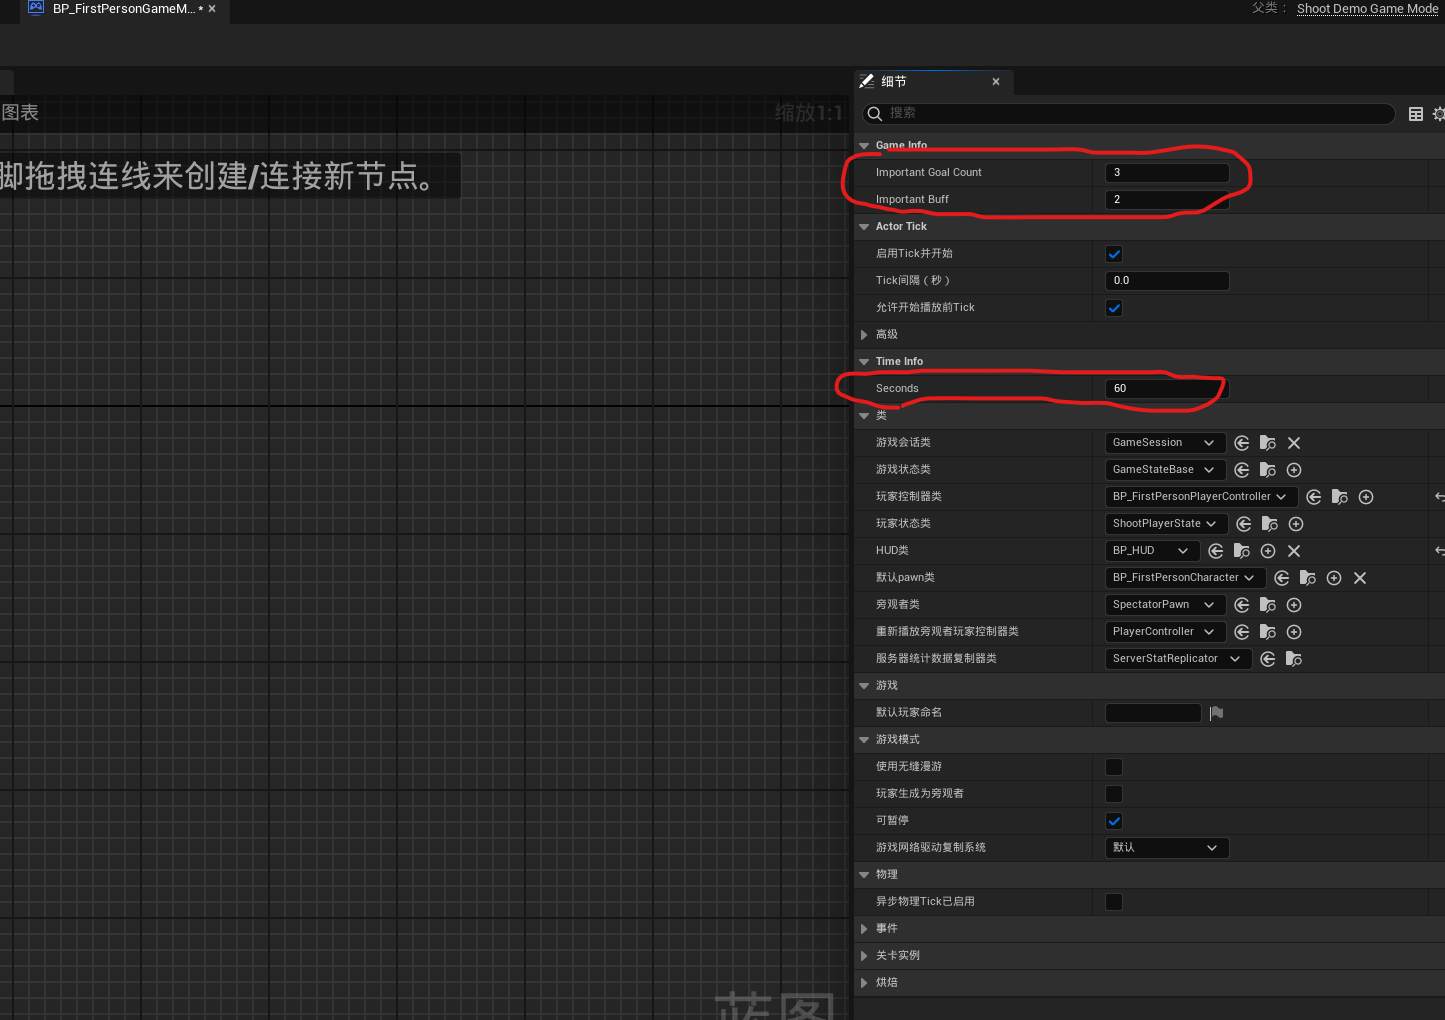 BP_FirstPersonGameM... *
父类： Shoot Demo Game Mode
图表
缩放1:1
脚拖拽连线来创建/连接新节点。
蓝图
细节
搜索
Game Info
Important Goal Count 3
Important Buff 2
Actor Tick
启用Tick并开始
Tick间隔（秒） 0.0
允许开始播放前Tick
高级
Time Info
Seconds 60
类
游戏会话类 GameSession
游戏状态类 GameStateBase
玩家控制器类 BP_FirstPersonPlayerController
玩家状态类 ShootPlayerState
HUD类 BP_HUD
默认pawn类 BP_FirstPersonCharacter
旁观者类 SpectatorPawn
重新播放旁观者玩家控制器类 PlayerController
服务器统计数据复制器类 ServerStatReplicator
游戏
默认玩家命名
游戏模式
使用无缝漫游
玩家生成为旁观者
可暂停
游戏网络驱动复制系统 默认
物理
异步物理Tick已启用
事件
关卡实例
烘焙